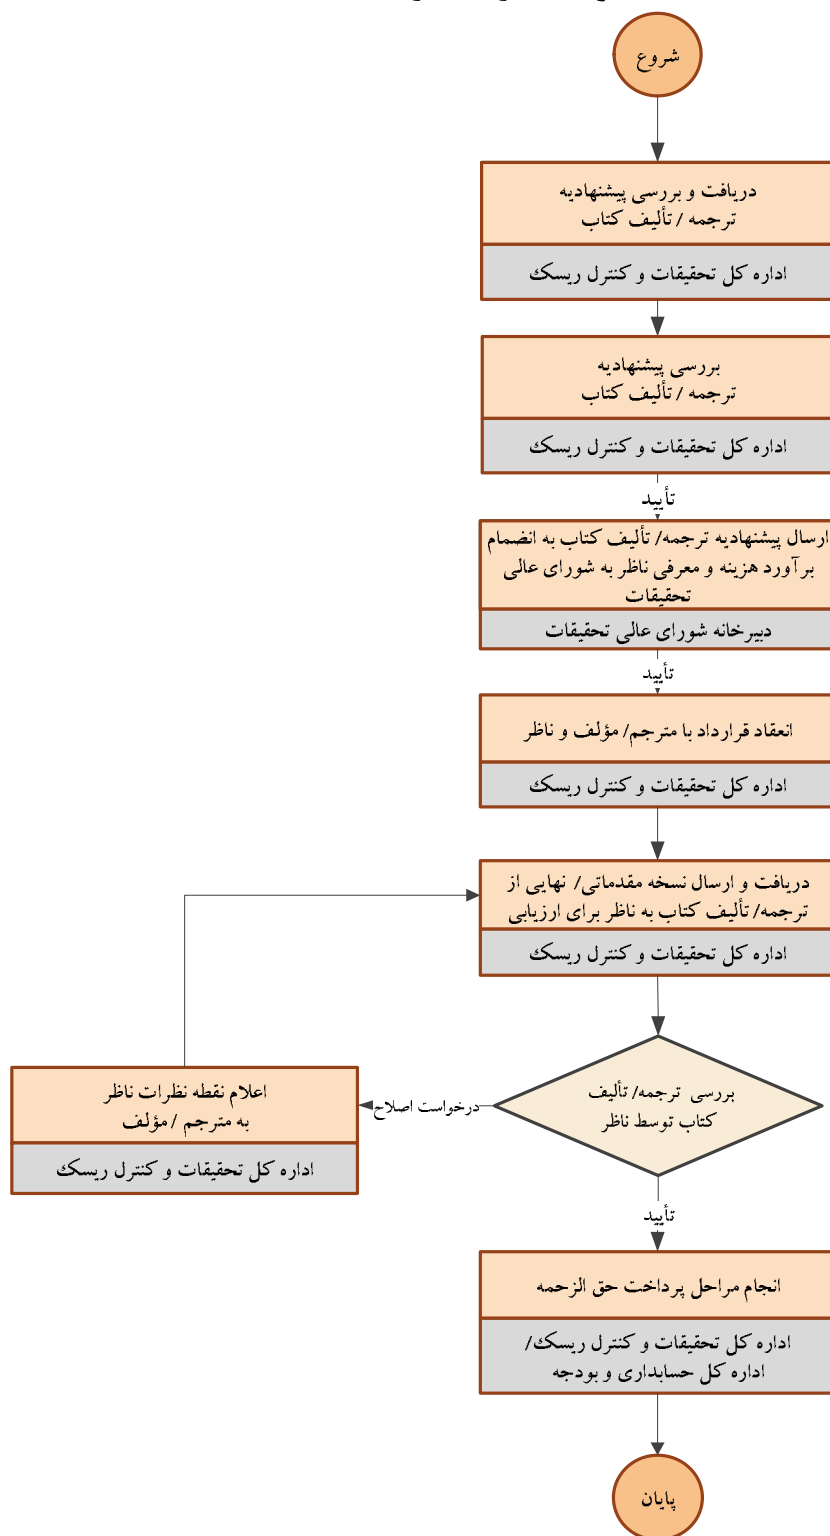 شروع
دریافت و بررسی پیشنهادیه
ترجمه / تألیف کتاب
اداره کل تحقیقات و کنترل ریسک
بررسی پیشنهادیه
ترجمه / تألیف کتاب
اداره کل تحقیقات و کنترل ریسک
تأیید
ارسال پیشنهادیه ترجمه/ تألیف کتاب به انضمام
برآورد هزینه و معرفی ناظر به شورای عالی
تحقیقات
دبیرخانه شورای عالی تحقیقات
تأیید
انعقاد قرارداد با مترجم/ مؤلف و ناظر
اداره کل تحقیقات و کنترل ریسک
دریافت و ارسال نسخه مقدماتی/ نهایی از
ترجمه/ تألیف کتاب به ناظر برای ارزیابی
اداره کل تحقیقات و کنترل ریسک
بررسی ترجمه/ تألیف
کتاب توسط ناظر
درخواست اصلاح
اعلام نقطه نظرات ناظر
به مترجم / مؤلف
اداره کل تحقیقات و کنترل ریسک
تأیید
انجام مراحل پرداخت حق الزحمه
اداره کل تحقیقات و کنترل ریسک/
اداره کل حسابداری و بودجه
پایان